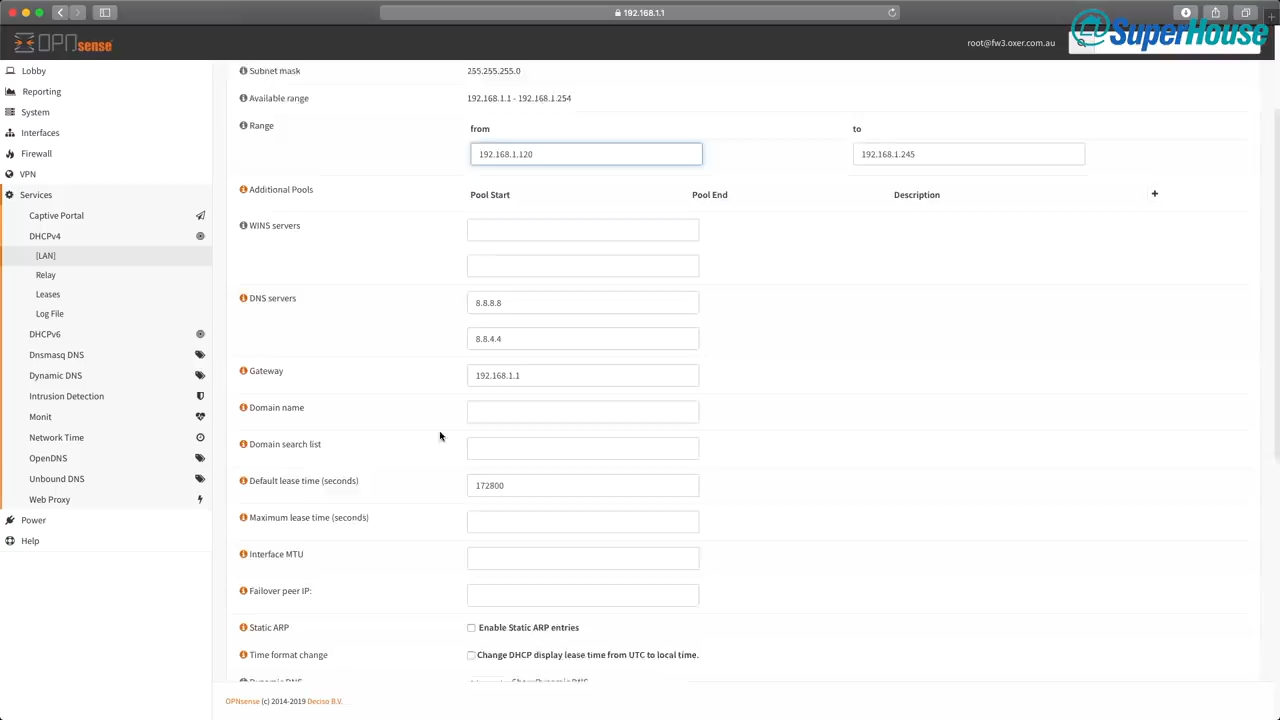 192.168.1.1
OPNsense
root@fw3.oxer.com.au
@SuperHouse
Lobby
Reporting
System
Interfaces
Firewall
VPN
Services
Captive Portal
DHCPv4
[LAN]
Relay
Leases
Log File
DHCPv6
Dnsmasq DNS
Dynamic DNS
Intrusion Detection
Monit
Network Time
OpenDNS
Unbound DNS
Web Proxy
Power
Help
Subnet mask
255.255.255.0
Available range
192.168.1.1 - 192.168.1.254
Range
from
to
192.168.1.120
192.168.1.245
Additional Pools
Pool Start
Pool End
Description
WINS servers
DNS servers
8.8.8.8
8.8.4.4
Gateway
192.168.1.1
Domain name
Domain search list
Default lease time (seconds)
172800
Maximum lease time (seconds)
Interface MTU
Failover peer IP:
Static ARP
Enable Static ARP entries
Time format change
Change DHCP display lease time from UTC to local time.
Dynamic DNS
Show Dynamic DNS
OPNsense (c) 2014-2019 Deciso B.V.